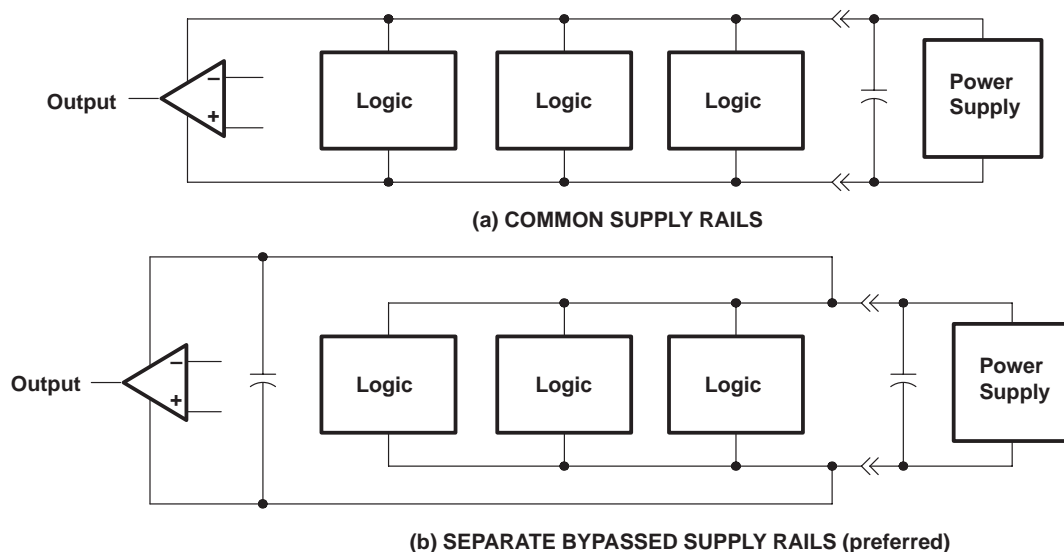 Output
−
+
Logic
Logic
Logic
Power
Supply
(a) COMMON SUPPLY RAILS
Output
−
+
Logic
Logic
Logic
Power
Supply
(b) SEPARATE BYPASSED SUPPLY RAILS (preferred)